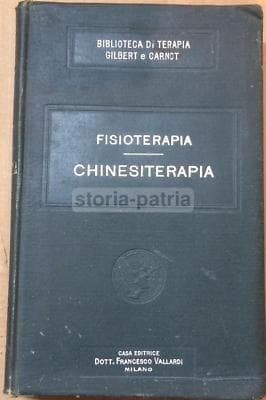 BIBLIOTECA DI TERAPIA
GILBERT e CARNOT
FISIOTERAPIA
CHINESITERAPIA
storia-patria
CASA EDITRICE
DOTT. FRANCESCO VALLARDI
MILANO